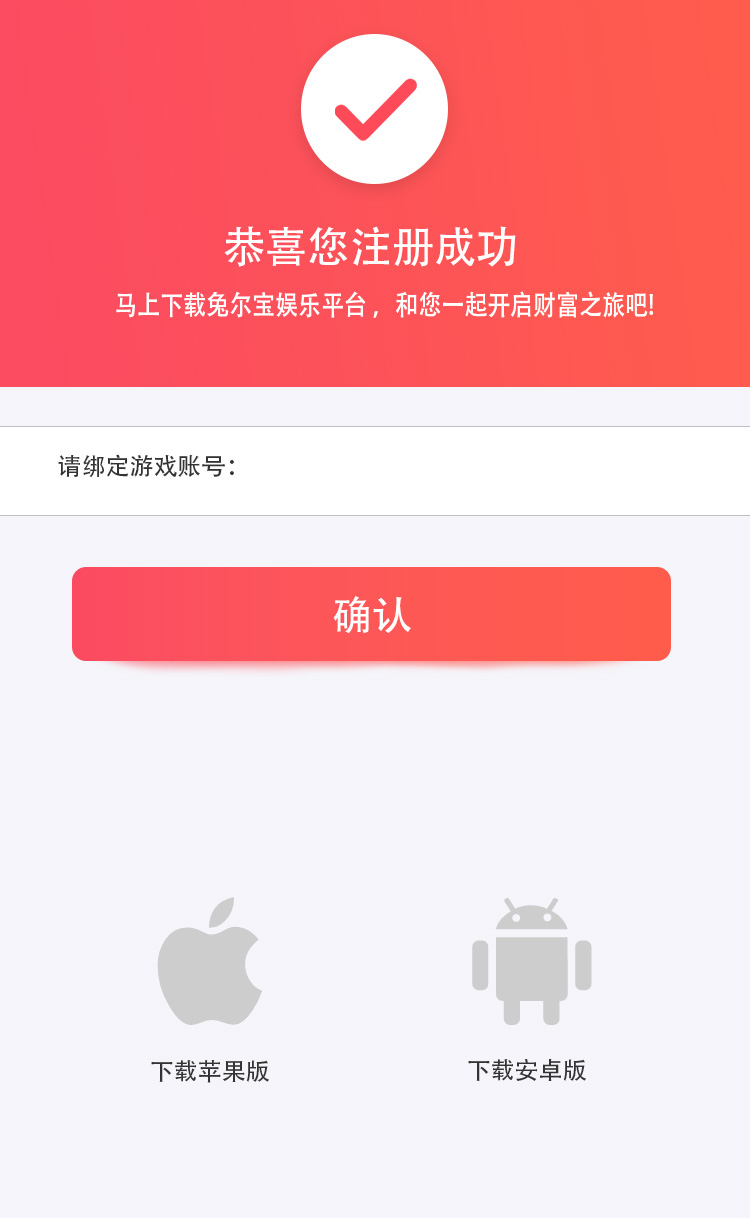 恭喜您注册成功
马上下载兔尔宝娱乐平台，和您一起开启财富之旅吧!
请绑定游戏账号：
确认
下载苹果版
下载安卓版